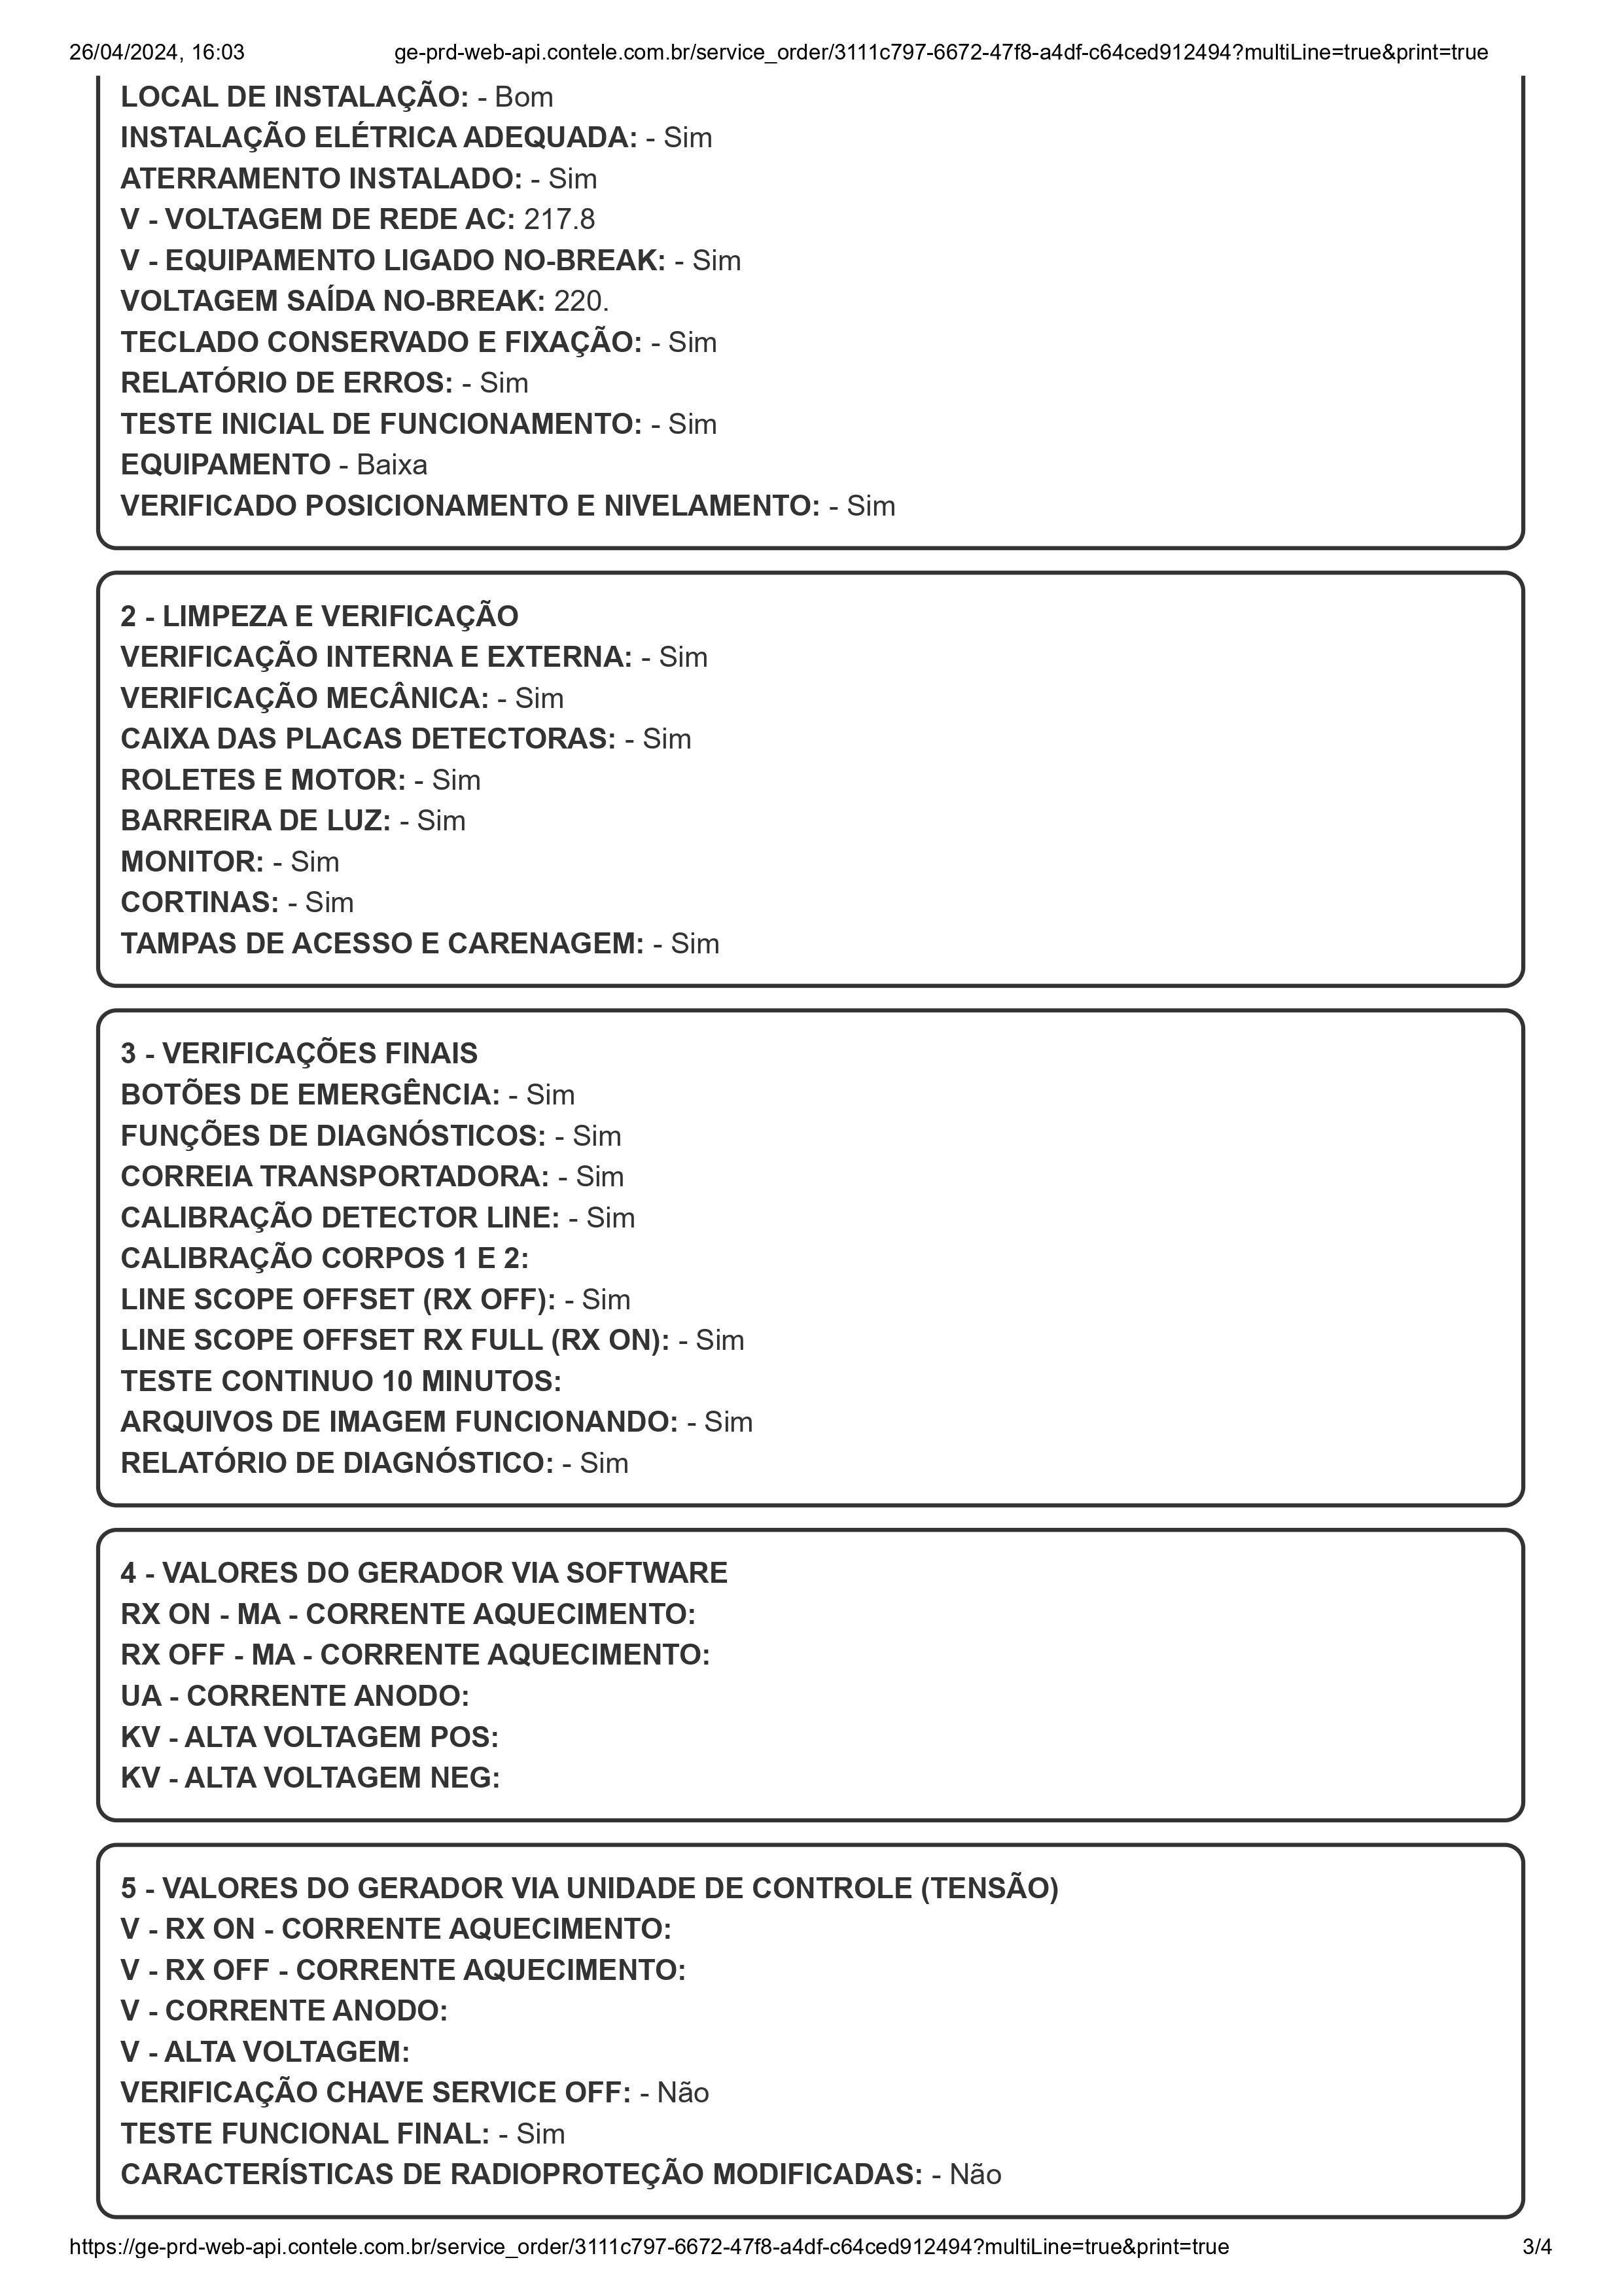 26/04/2024, 16:03 ge-prd-web-api.contele.com.br/service_order/3111c797-6672-47f8-a4df-c64ced912494?multiLine=true&print=true
LOCAL DE INSTALAÇÃO: - Bom
INSTALAÇÃO ELÉTRICA ADEQUADA: - Sim
ATERRAMENTO INSTALADO: - Sim
V - VOLTAGEM DE REDE AC: 217.8
V - EQUIPAMENTO LIGADO NO-BREAK: - Sim
VOLTAGEM SAÍDA NO-BREAK: 220.
TECLADO CONSERVADO E FIXAÇÃO: - Sim
RELATÓRIO DE ERROS: - Sim
TESTE INICIAL DE FUNCIONAMENTO: - Sim
EQUIPAMENTO - Baixa
VERIFICADO POSICIONAMENTO E NIVELAMENTO: - Sim
2 - LIMPEZA E VERIFICAÇÃO
VERIFICAÇÃO INTERNA E EXTERNA: - Sim
VERIFICAÇÃO MECÂNICA: - Sim
CAIXA DAS PLACAS DETECTORAS: - Sim
ROLETES E MOTOR: - Sim
BARREIRA DE LUZ: - Sim
MONITOR: - Sim
CORTINAS: - Sim
TAMPAS DE ACESSO E CARENAGEM: - Sim
3 - VERIFICAÇÕES FINAIS
BOTÕES DE EMERGÊNCIA: - Sim
FUNÇÕES DE DIAGNÓSTICOS: - Sim
CORREIA TRANSPORTADORA: - Sim
CALIBRAÇÃO DETECTOR LINE: - Sim
CALIBRAÇÃO CORPOS 1 E 2:
LINE SCOPE OFFSET (RX OFF): - Sim
LINE SCOPE OFFSET RX FULL (RX ON): - Sim
TESTE CONTINUO 10 MINUTOS:
ARQUIVOS DE IMAGEM FUNCIONANDO: - Sim
RELATÓRIO DE DIAGNÓSTICO: - Sim
4 - VALORES DO GERADOR VIA SOFTWARE
RX ON - MA - CORRENTE AQUECIMENTO:
RX OFF - MA - CORRENTE AQUECIMENTO:
UA - CORRENTE ANODO:
KV - ALTA VOLTAGEM POS:
KV - ALTA VOLTAGEM NEG:
5 - VALORES DO GERADOR VIA UNIDADE DE CONTROLE (TENSÃO)
V - RX ON - CORRENTE AQUECIMENTO:
V - RX OFF - CORRENTE AQUECIMENTO:
V - CORRENTE ANODO:
V - ALTA VOLTAGEM:
VERIFICAÇÃO CHAVE SERVICE OFF: - Não
TESTE FUNCIONAL FINAL: - Sim
CARACTERÍSTICAS DE RADIOPROTEÇÃO MODIFICADAS: - Não
https://ge-prd-web-api.contele.com.br/service_order/3111c797-6672-47f8-a4df-c64ced912494?multiLine=true&print=true 3/4